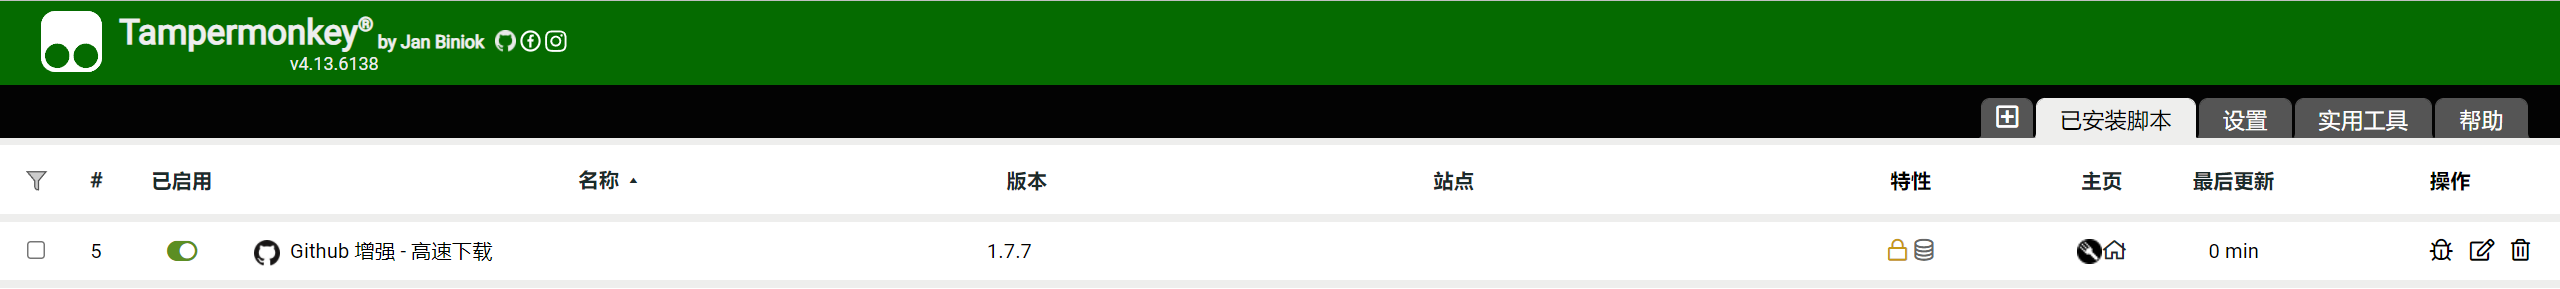 Tampermonkey® by Jan Biniok
v4.13.6138
已安装脚本 设置 实用工具 帮助
# 已启用 名称 版本 站点 特性 主页 最后更新 操作
5 Github 增强 - 高速下载 1.7.7 0 min